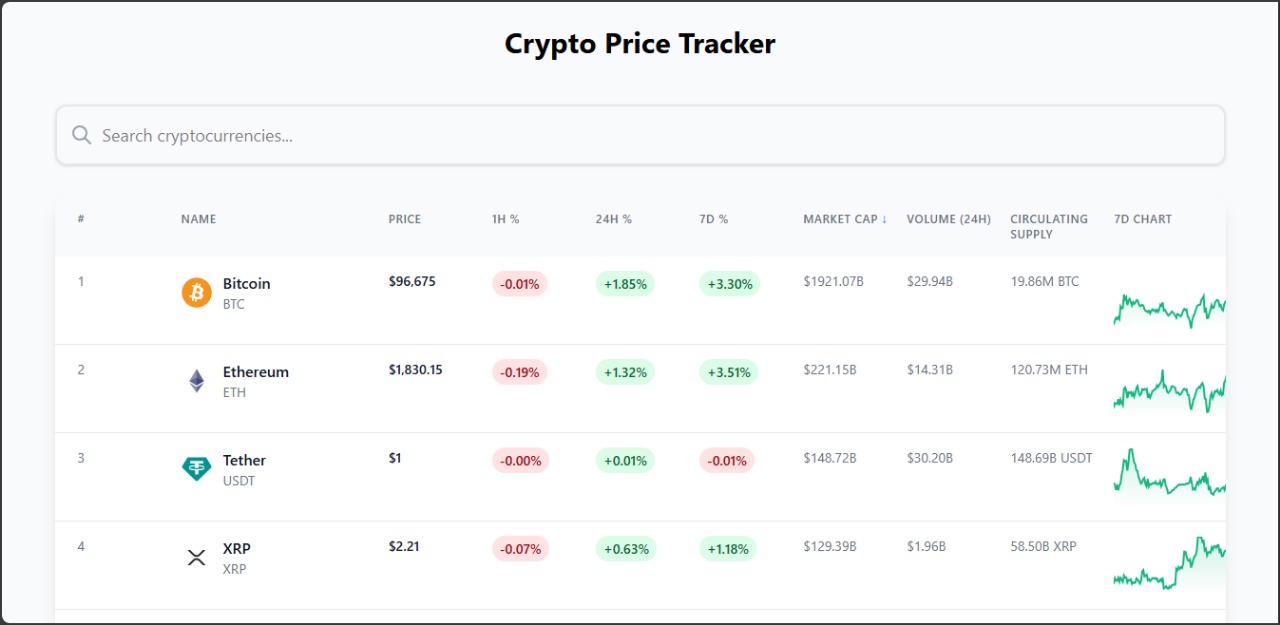 Crypto Price Tracker
Search cryptocurrencies...
# NAME PRICE 1H % 24H % 7D % MARKET CAP ↓ VOLUME (24H) CIRCULATING SUPPLY 7D CHART
1 Bitcoin $96,675 -0.01% +1.85% +3.30% $1921.07B $29.94B 19.86M BTC
BTC
2 Ethereum $1,830.15 -0.19% +1.32% +3.51% $221.15B $14.31B 120.73M ETH
ETH
3 Tether $1 -0.00% +0.01% -0.01% $148.72B $30.20B 148.69B USDT
USDT
4 XRP $2.21 -0.07% +0.63% +1.18% $129.39B $1.96B 58.50B XRP
XRP